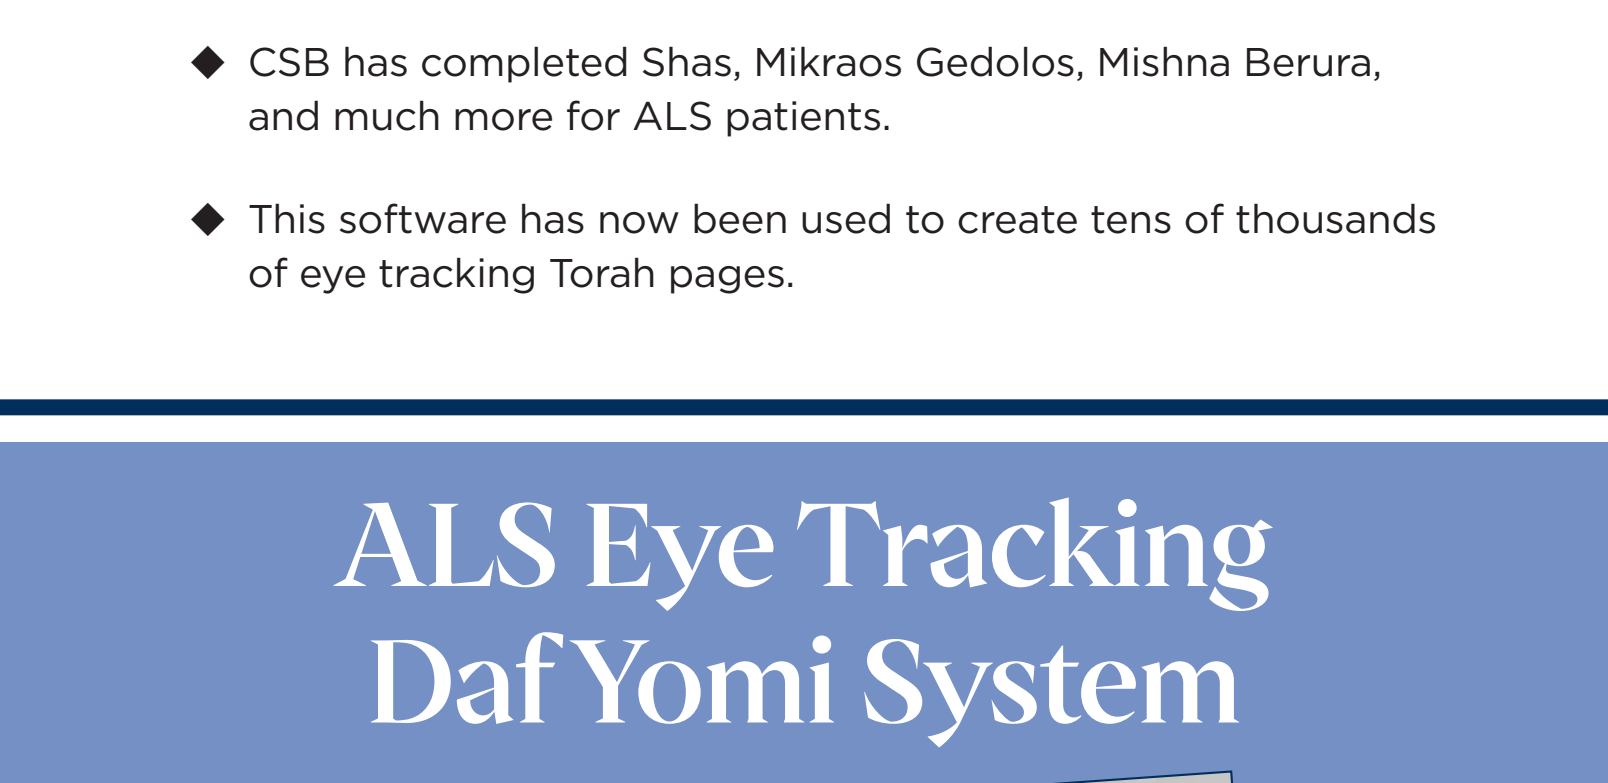 ◆ CSB has completed Shas, Mikraos Gedolos, Mishna Berura,
and much more for ALS patients.
◆ This software has now been used to create tens of thousands
of eye tracking Torah pages.
ALS Eye Tracking
Daf Yomi System